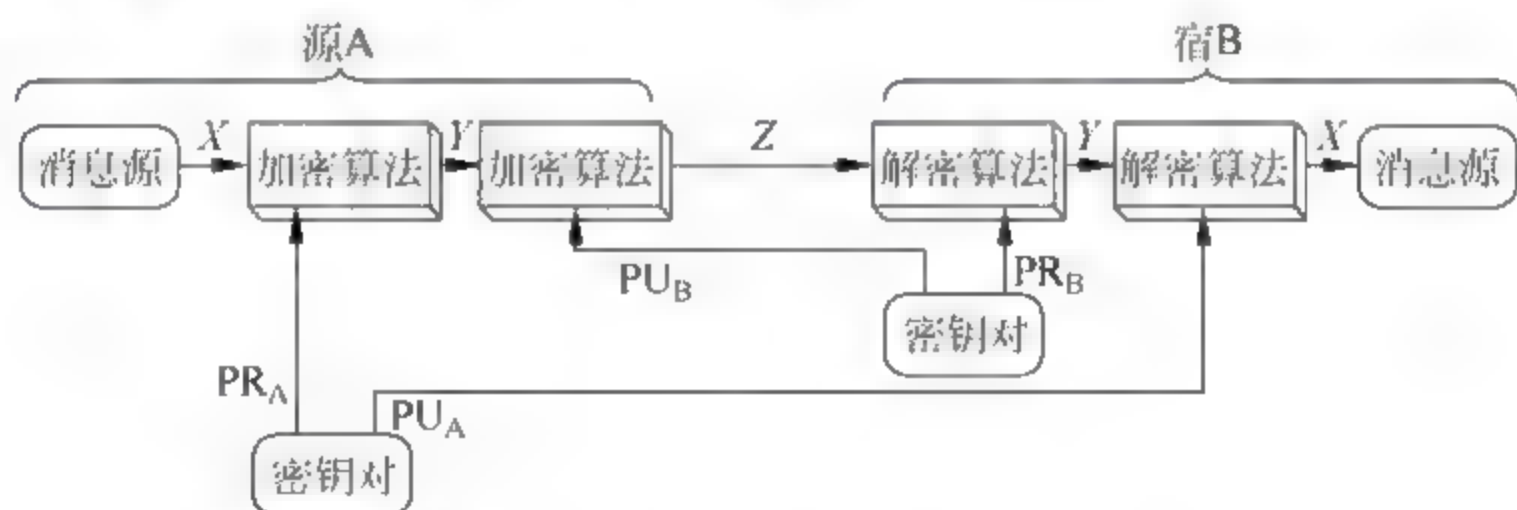 源A 宿B
消息源 X 加密算法 Y 加密算法 Z 解密算法 Y 解密算法 X 消息源
PU_B PR_B
密钥对
PR_A PU_A
密钥对